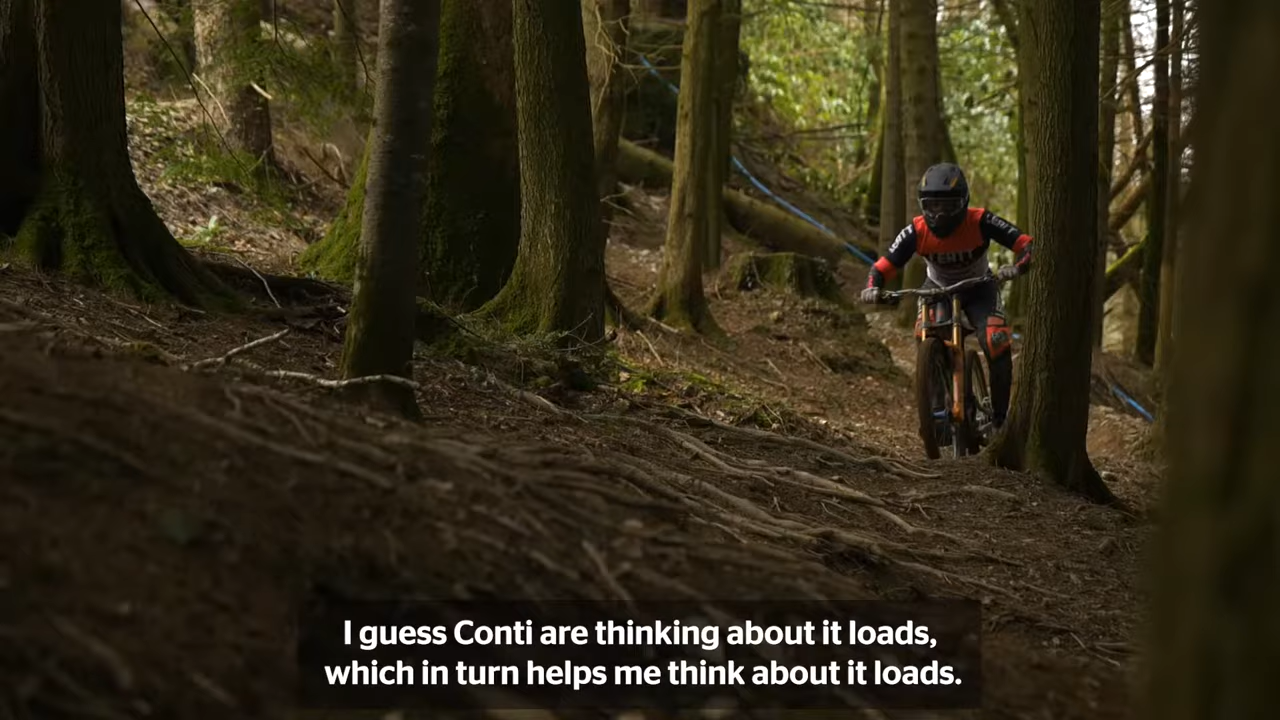 I guess Conti are thinking about it loads,
which in turn helps me think about it loads.